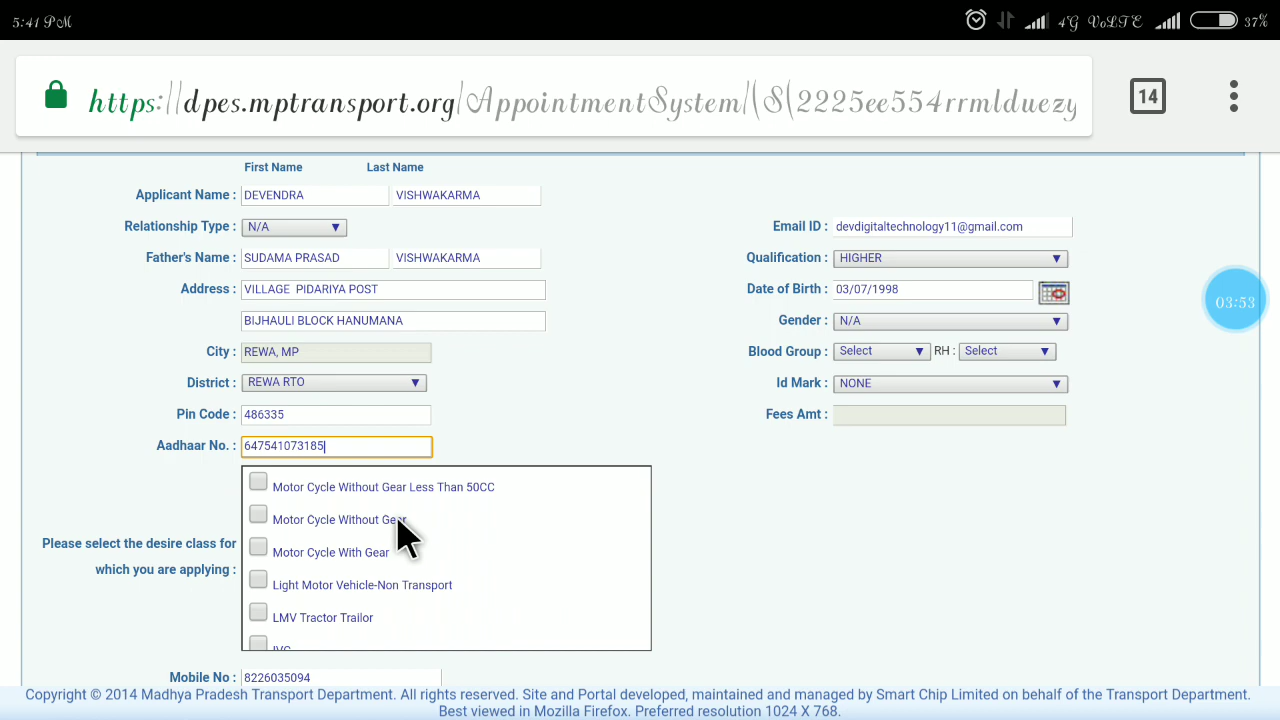 5:41 PM 4G VoLTE 37%
https://dpes.mptransport.org/AppointmentSystem/(S(2225ee554rrmlduezy 14
First Name Last Name
Applicant Name : DEVENDRA VISHWAKARMA
Relationship Type : N/A Email ID : devdigitaltechnology11@gmail.com
Father's Name : SUDAMA PRASAD VISHWAKARMA Qualification : HIGHER
Address : VILLAGE PIDARIYA POST Date of Birth : 03/07/1998
03:53
BIJHAULI BLOCK HANUMANA Gender : N/A
City : REWA, MP Blood Group : Select RH : Select
District : REWA RTO Id Mark : NONE
Pin Code : 486335 Fees Amt :
Aadhaar No. : 647541073185
Motor Cycle Without Gear Less Than 50CC
Motor Cycle Without Gear
Please select the desire class for
which you are applying :
Motor Cycle With Gear
Light Motor Vehicle-Non Transport
LMV Tractor Trailor
IVC
Mobile No : 8226035094
Copyright © 2014 Madhya Pradesh Transport Department. All rights reserved. Site and Portal developed, maintained and managed by Smart Chip Limited on behalf of the Transport Department.
Best viewed in Mozilla Firefox. Preferred resolution 1024 X 768.